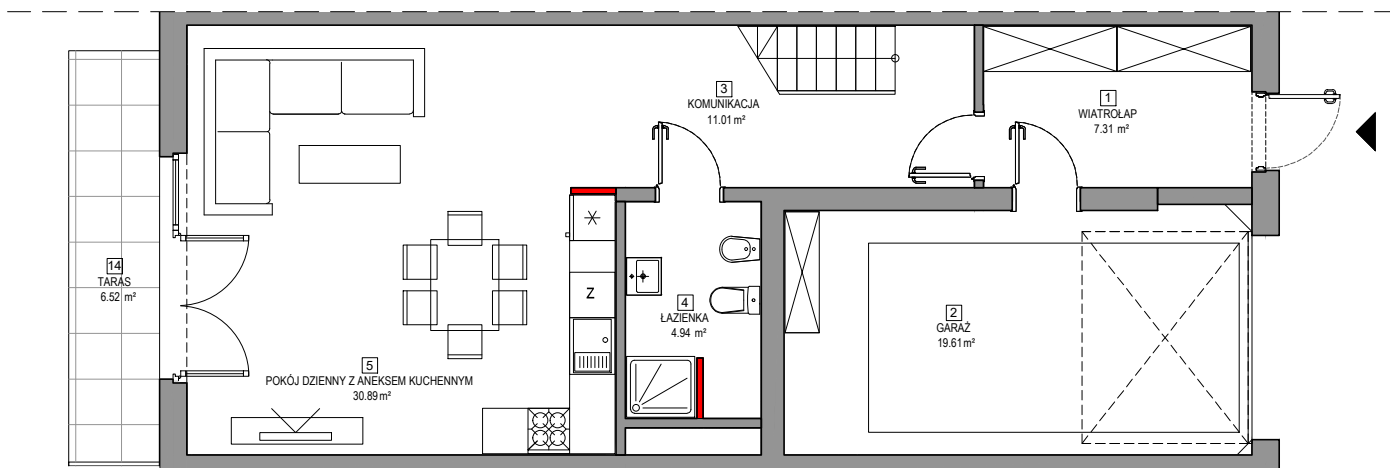 3
KOMUNIKACJA
11.01 m²
1
WIATROŁAP
7.31 m²
14
TARAS
6.52 m²
Z
4
ŁAZIENKA
4.94 m²
2
GARAŻ
19.61 m²
5
POKÓJ DZIENNY Z ANEKSEM KUCHENNYM
30.89 m²